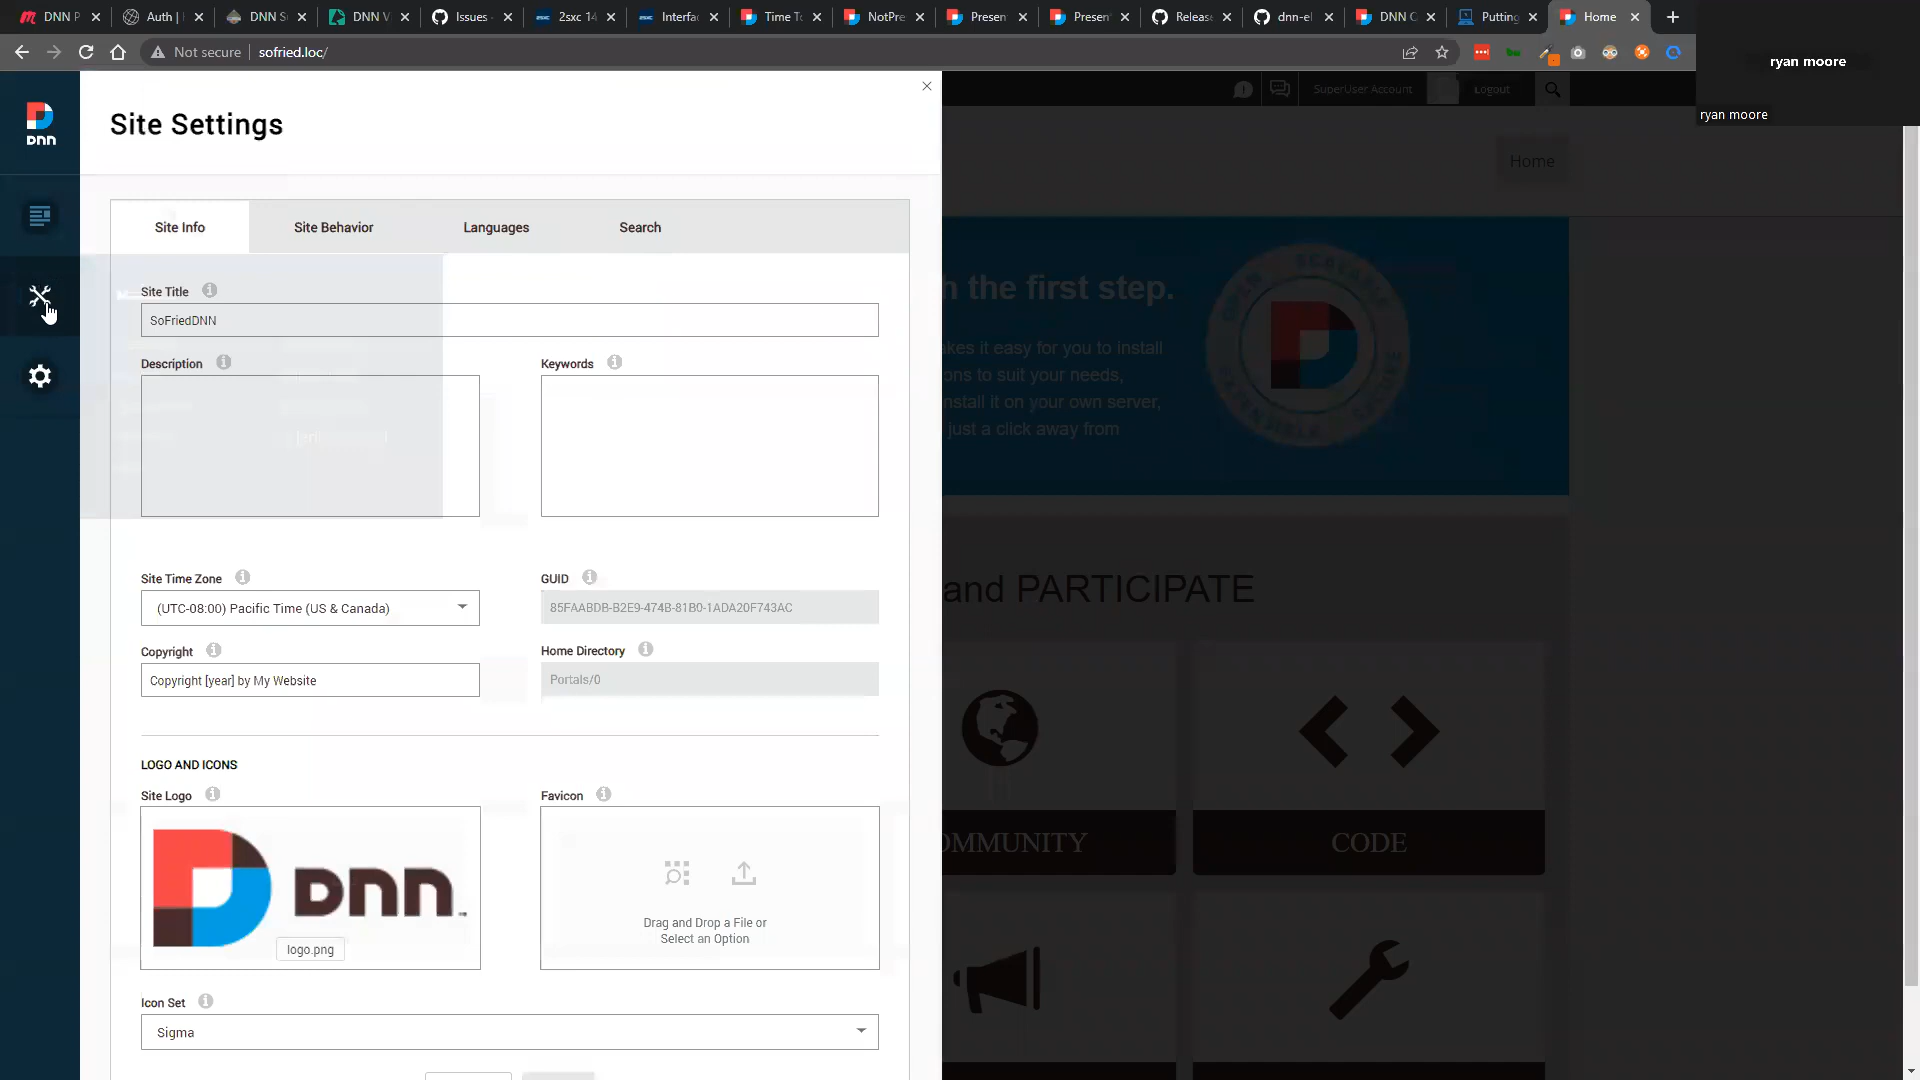 DNN P
Auth |
DNN S
DNN V
Issues
2sxc 14
Interfac
Time To
NotPre
Presen
Presen
Releas
dnn-el
DNN C
Putting
Home
Not secure
sofried.loc/
ryan moore
ryan moore
DNN
Site Settings
SuperUser Account
Logout
Home
Site Info
Site Behavior
Languages
Search
Site Title
SoFriedDNN
Description
Keywords
h the first step.
akes it easy for you to install
ons to suit your needs,
nstall it on your own server,
just a click away from
Site Time Zone
(UTC-08:00) Pacific Time (US & Canada)
GUID
85FAABDB-B2E9-474B-81B0-1ADA20F743AC
Copyright
Copyright [year] by My Website
Home Directory
Portals/0
and PARTICIPATE
LOGO AND ICONS
Site Logo
Favicon
DNN
logo.png
Drag and Drop a File or
Select an Option
OMMUNITY
CODE
Icon Set
Sigma